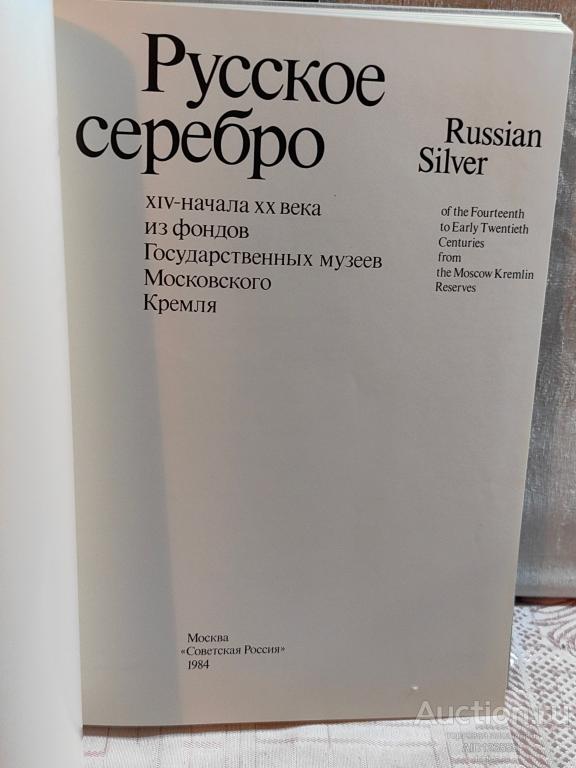 Русское
серебро
XIV-начала XX века
из фондов
Государственных музеев
Московского
Кремля
Russian
Silver
of the Fourteenth
to Early Twentieth
Centuries
from
the Moscow Kremlin
Reserves
Москва
«Советская Россия»
1984
Auction.ru